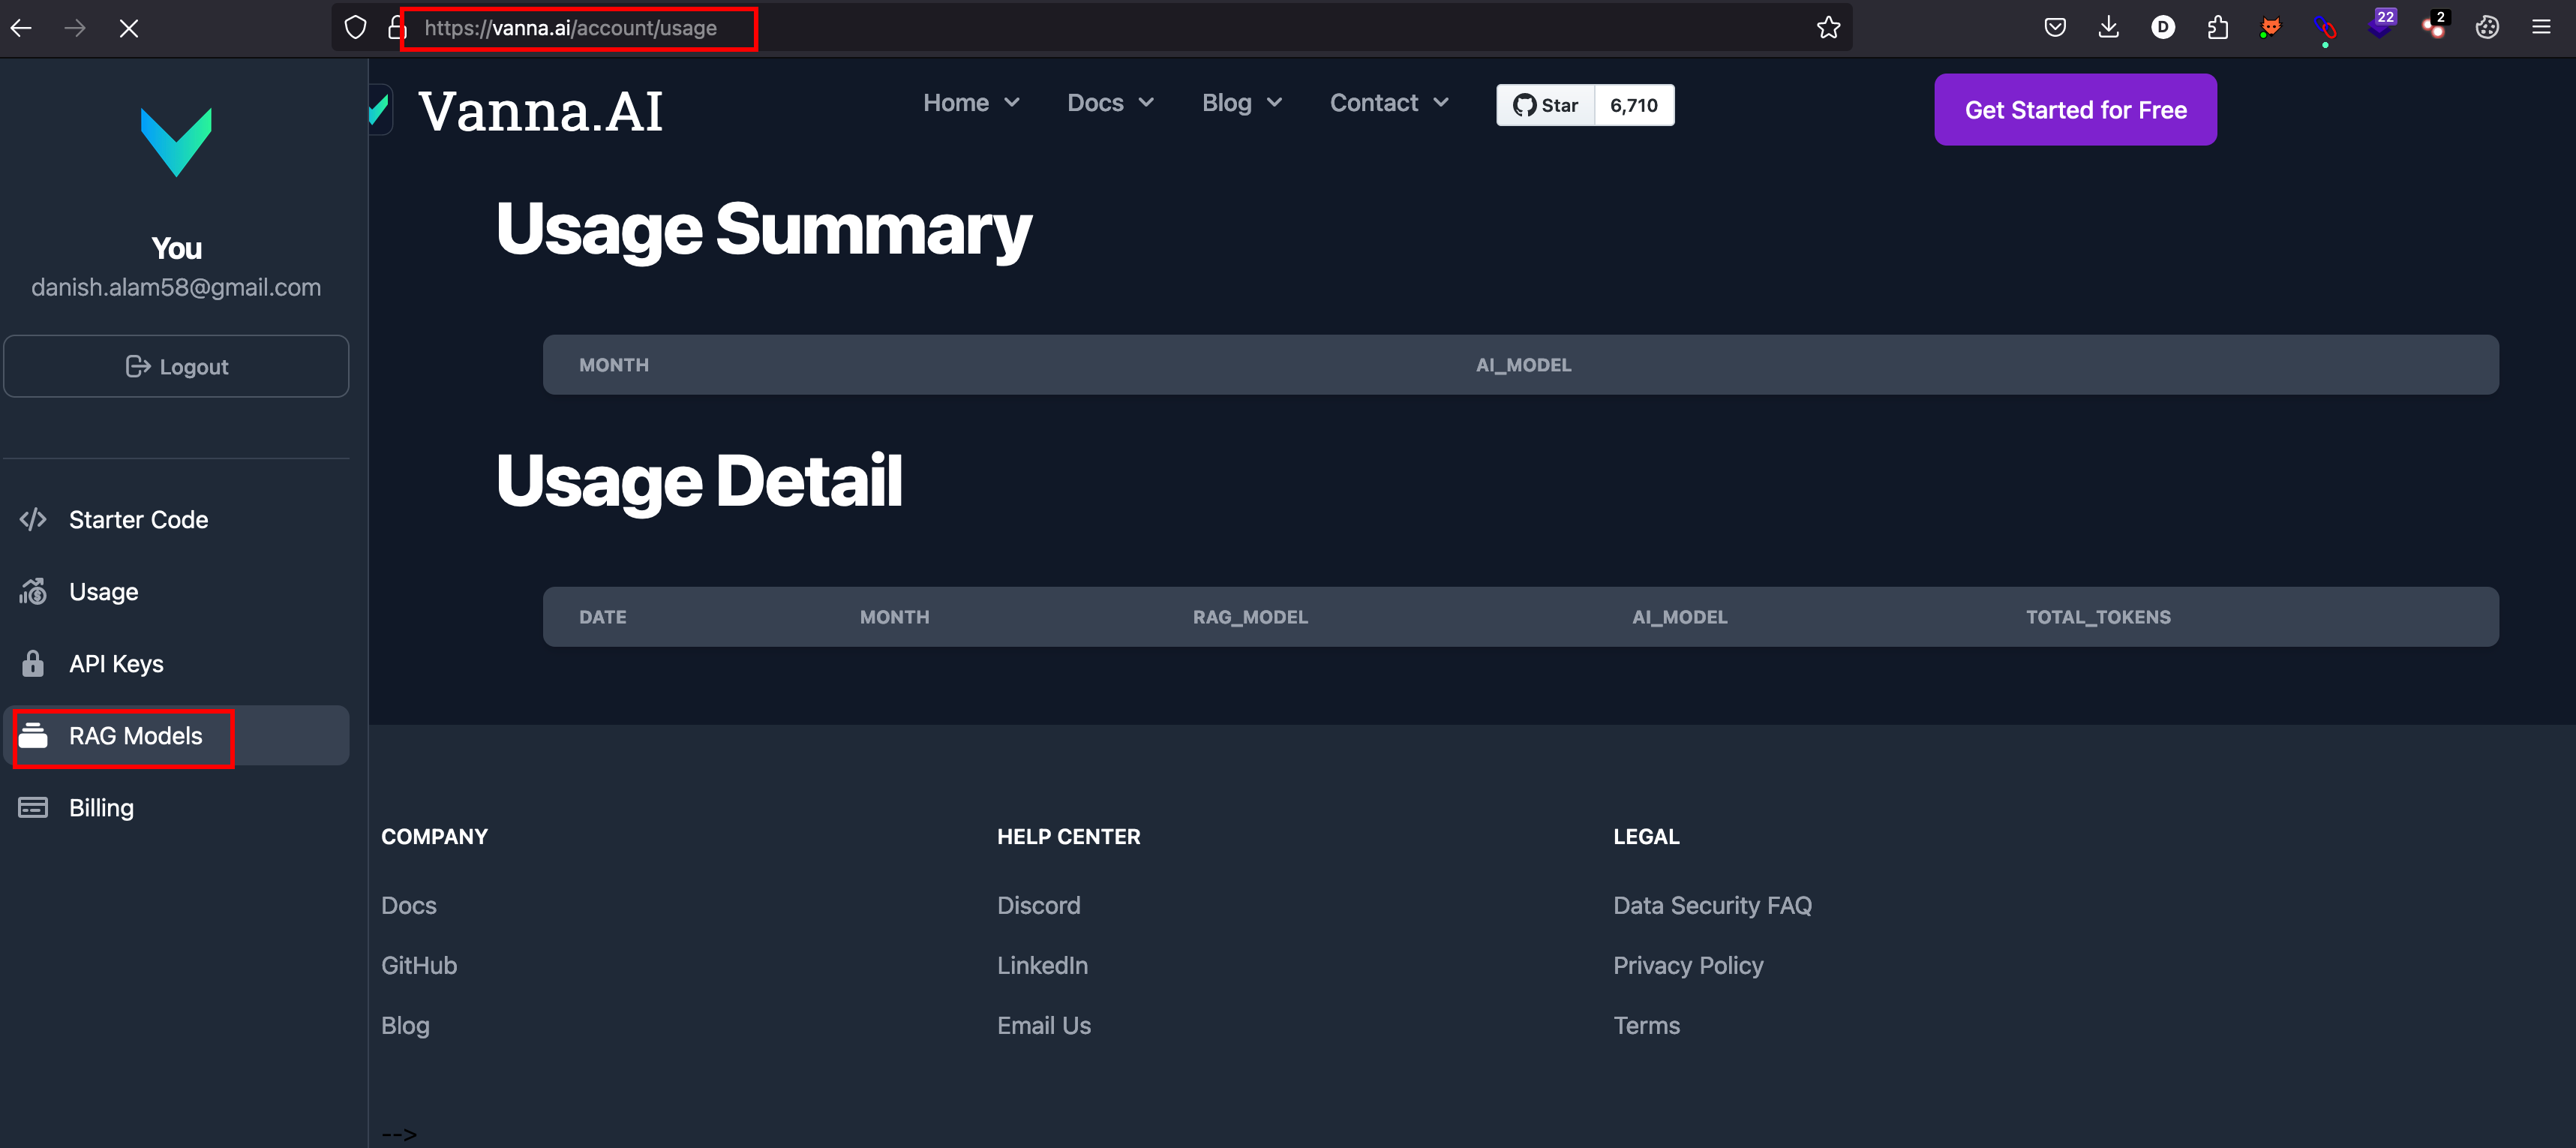 https://vanna.ai/account/usage
D
22
2
Vanna.AI
Home
Docs
Blog
Contact
Star
6,710
Get Started for Free
You
danish.alam58@gmail.com
Logout
Starter Code
Usage
API Keys
RAG Models
Billing
Usage Summary
MONTH AI_MODEL
Usage Detail
DATE MONTH RAG_MODEL AI_MODEL TOTAL_TOKENS
COMPANY
Docs
GitHub
Blog
HELP CENTER
Discord
LinkedIn
Email Us
LEGAL
Data Security FAQ
Privacy Policy
Terms
-->